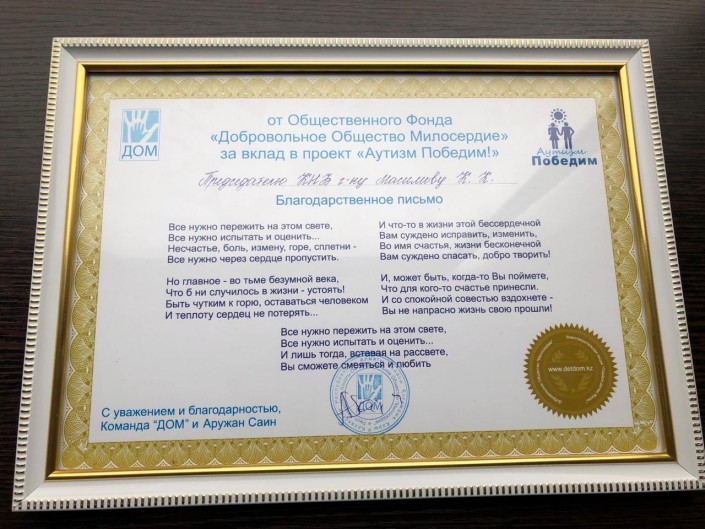 от Общественного Фонда
«Добровольное Общество Милосердие»
за вклад в проект «Аутизм Победим!»
ДОМ
Аутизм
Победим
Председателю КНБ г-ну Масимову К. К.
Благодарственное письмо
Все нужно пережить на этом свете,
Все нужно испытать и оценить...
Несчастье, боль, измену, горе, сплетни -
Все нужно через сердце пропустить.
Но главное - во тьме безумной века,
Что б ни случилось в жизни - устоять!
Быть чутким к горю, оставаться человеком
И теплоту сердец не потерять...
И что-то в жизни этой бессердечной
Вам суждено исправить, изменить,
Во имя счастья, жизни бесконечной
Вам суждено спасать, добро творить!
И, может быть, когда-то Вы поймете,
Что для кого-то счастье принесли.
И со спокойной совестью вздохнете -
Вы не напрасно жизнь свою прошли!
Все нужно пережить на этом свете,
Все нужно испытать и оценить...
И лишь тогда, вставая на рассвете,
Вы сможете смеяться и любить
ДОМ
www.detdom.kz
С уважением и благодарностью,
Команда "ДОМ" и Аружан Саин